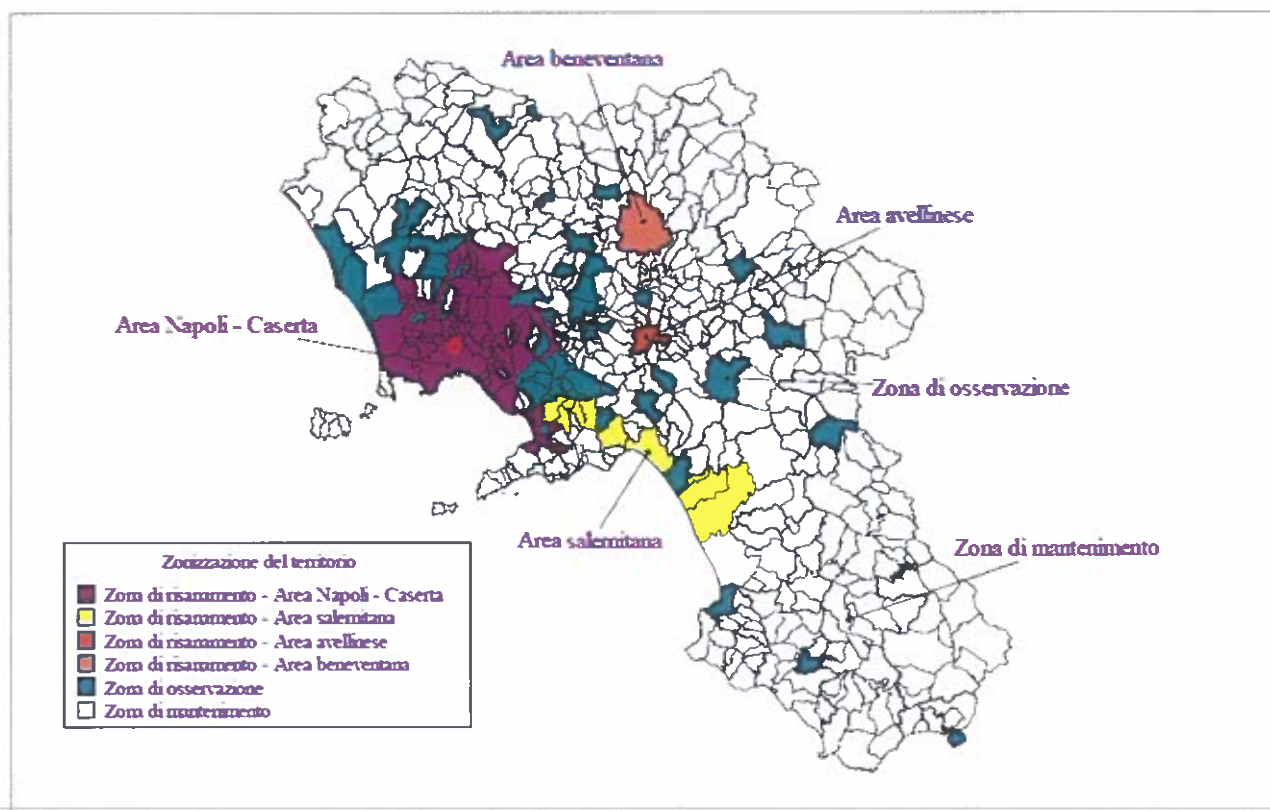 Area beneventana
Area avellinese
Area Napoli - Caserta
Zona di osservazione
Area salernitana
Zona di mantenimento
Zonizzazione del territorio
Zona di risanamento - Area Napoli - Caserta
Zona di risanamento - Area salernitana
Zona di risanamento - Area avellinese
Zona di risanamento - Area beneventana
Zona di osservazione
Zona di mantenimento